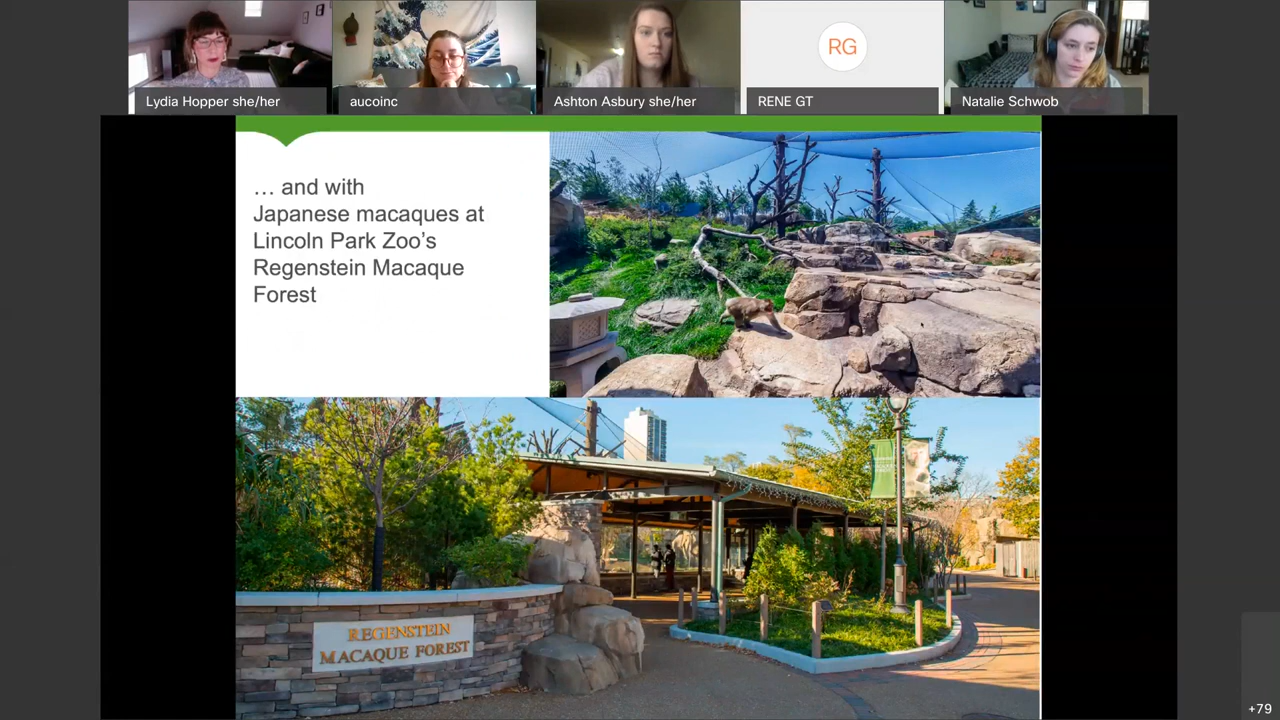 Lydia Hopper she/her
aucoinc
Ashton Asbury she/her
RG
RENE GT
Natalie Schwob
… and with
Japanese macaques at
Lincoln Park Zoo’s
Regenstein Macaque
Forest
REGENSTEIN
MACAQUE FOREST
+79